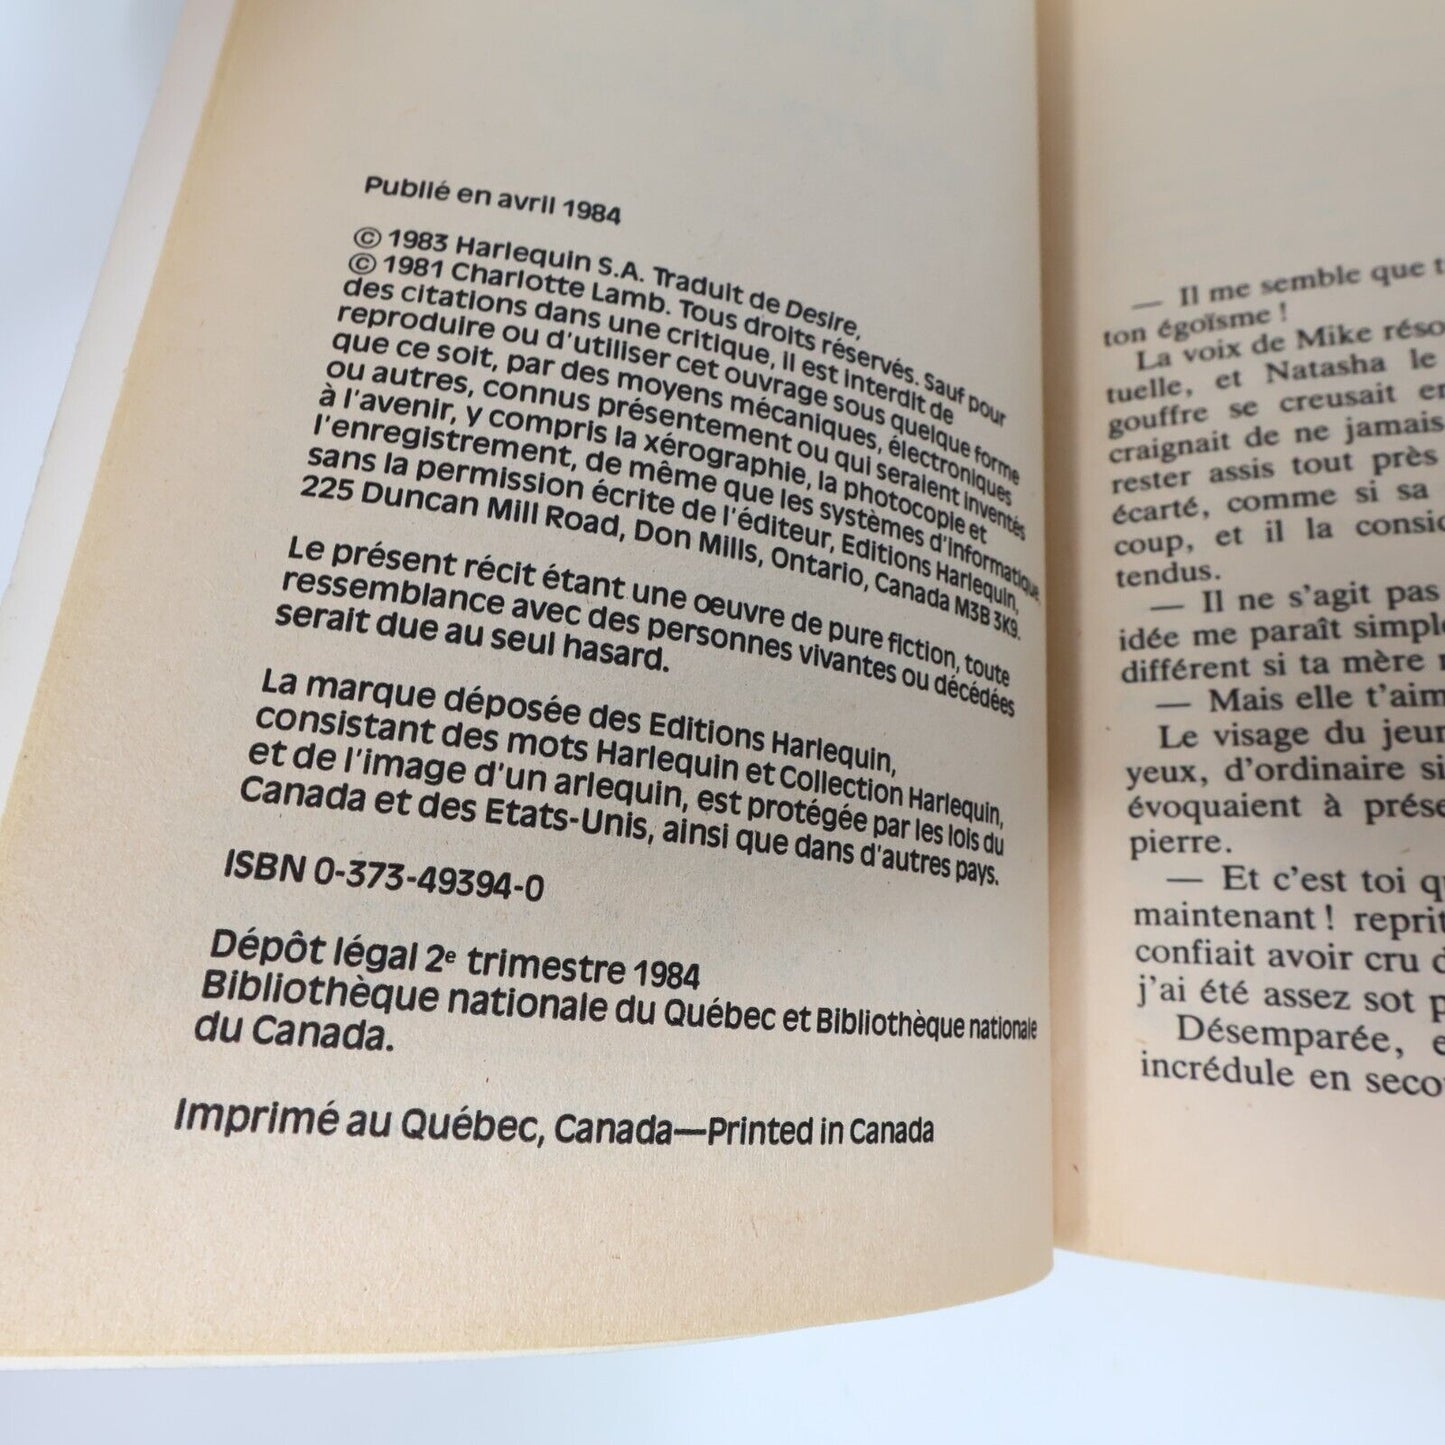 Publié en avril 1984
© 1983 Harlequin S.A. Traduit de Desire,
© 1981 Charlotte Lamb. Tous droits réservés. Sauf pour
des citations dans une critique, il est interdit de
reproduire ou d'utiliser cet ouvrage sous quelque forme
que ce soit, par des moyens mécaniques, électroniques
ou autres, connus présentement ou qui seraient inventés
à l'avenir, y compris la xérographie, la photocopie et
l'enregistrement, de même que les systèmes d'informatique,
sans la permission écrite de l'éditeur, Editions Harlequin,
225 Duncan Mill Road, Don Mills, Ontario, Canada M3B 3K9.
Le présent récit étant une œuvre de pure fiction, toute
ressemblance avec des personnes vivantes ou décédées
serait due au seul hasard.
La marque déposée des Editions Harlequin,
consistant des mots Harlequin et Collection Harlequin,
et de l'image d'un arlequin, est protégée par les lois du
Canada et des Etats-Unis, ainsi que dans d'autres pays.
ISBN 0-373-49394-0
Dépôt légal 2e trimestre 1984
Bibliothèque nationale du Québec et Bibliothèque nationale
du Canada.
Imprimé au Québec, Canada—Printed in Canada
— Il me semble que t
ton égoïsme !
La voix de Mike réso
tuelle, et Natasha le
gouffre se creusait en
craignait de ne jamais
rester assis tout près
écarté, comme si sa
coup, et il la consid
tendus.
— Il ne s'agit pas
idée me paraît simple
différent si ta mère
— Mais elle t'aim
Le visage du jeun
yeux, d'ordinaire si
évoquaient à prése
pierre.
— Et c'est toi qu
maintenant ! reprit
confiait avoir cru d
j'ai été assez sot p
Désemparée, e
incrédule en seco